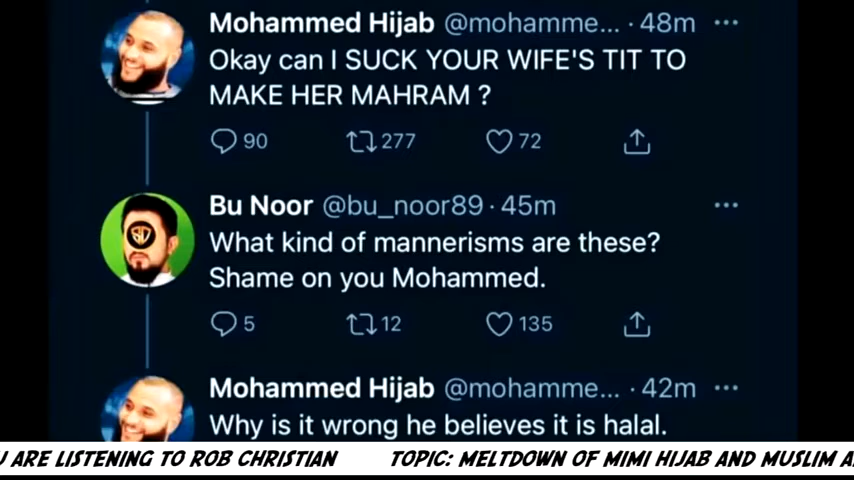 Mohammed Hijab @mohamme... · 48m
Okay can I SUCK YOUR WIFE'S TIT TO
MAKE HER MAHRAM ?
90 277 72
Bu Noor @bu_noor89 · 45m
What kind of mannerisms are these?
Shame on you Mohammed.
5 12 135
Mohammed Hijab @mohamme... · 42m
Why is it wrong he believes it is halal.
ARE LISTENING TO ROB CHRISTIAN TOPIC: MELTDOWN OF MIMI HIJAB AND MUSLIM